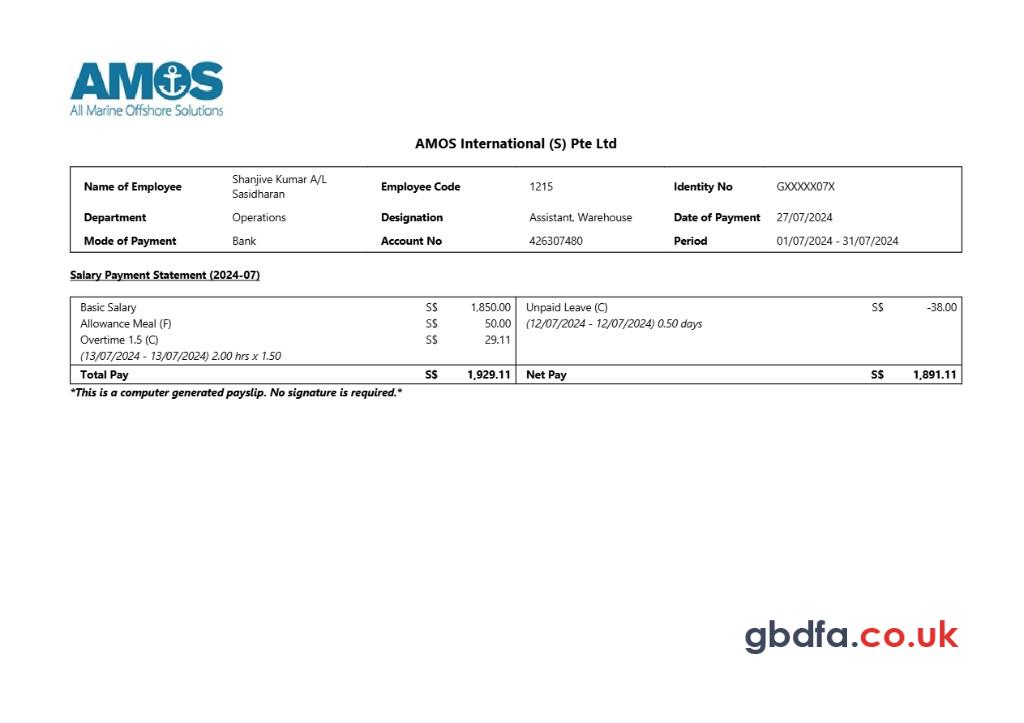 AMOS
All Marine Offshore Solutions
AMOS International (S) Pte Ltd
Name of Employee Shanjive Kumar A/L Sasidharan Employee Code 1215 Identity No GXXXXX07X
Department Operations Designation Assistant, Warehouse Date of Payment 27/07/2024
Mode of Payment Bank Account No 426307480 Period 01/07/2024 - 31/07/2024
Salary Payment Statement (2024-07)
Basic Salary S$ 1,850.00 Unpaid Leave (C) S$ -38.00
Allowance Meal (F) S$ 50.00 (12/07/2024 - 12/07/2024) 0.50 days
Overtime 1.5 (C) S$ 29.11
(13/07/2024 - 13/07/2024) 2.00 hrs x 1.50
Total Pay S$ 1,929.11 Net Pay S$ 1,891.11
*This is a computer generated payslip. No signature is required.*
gbdfa.co.uk